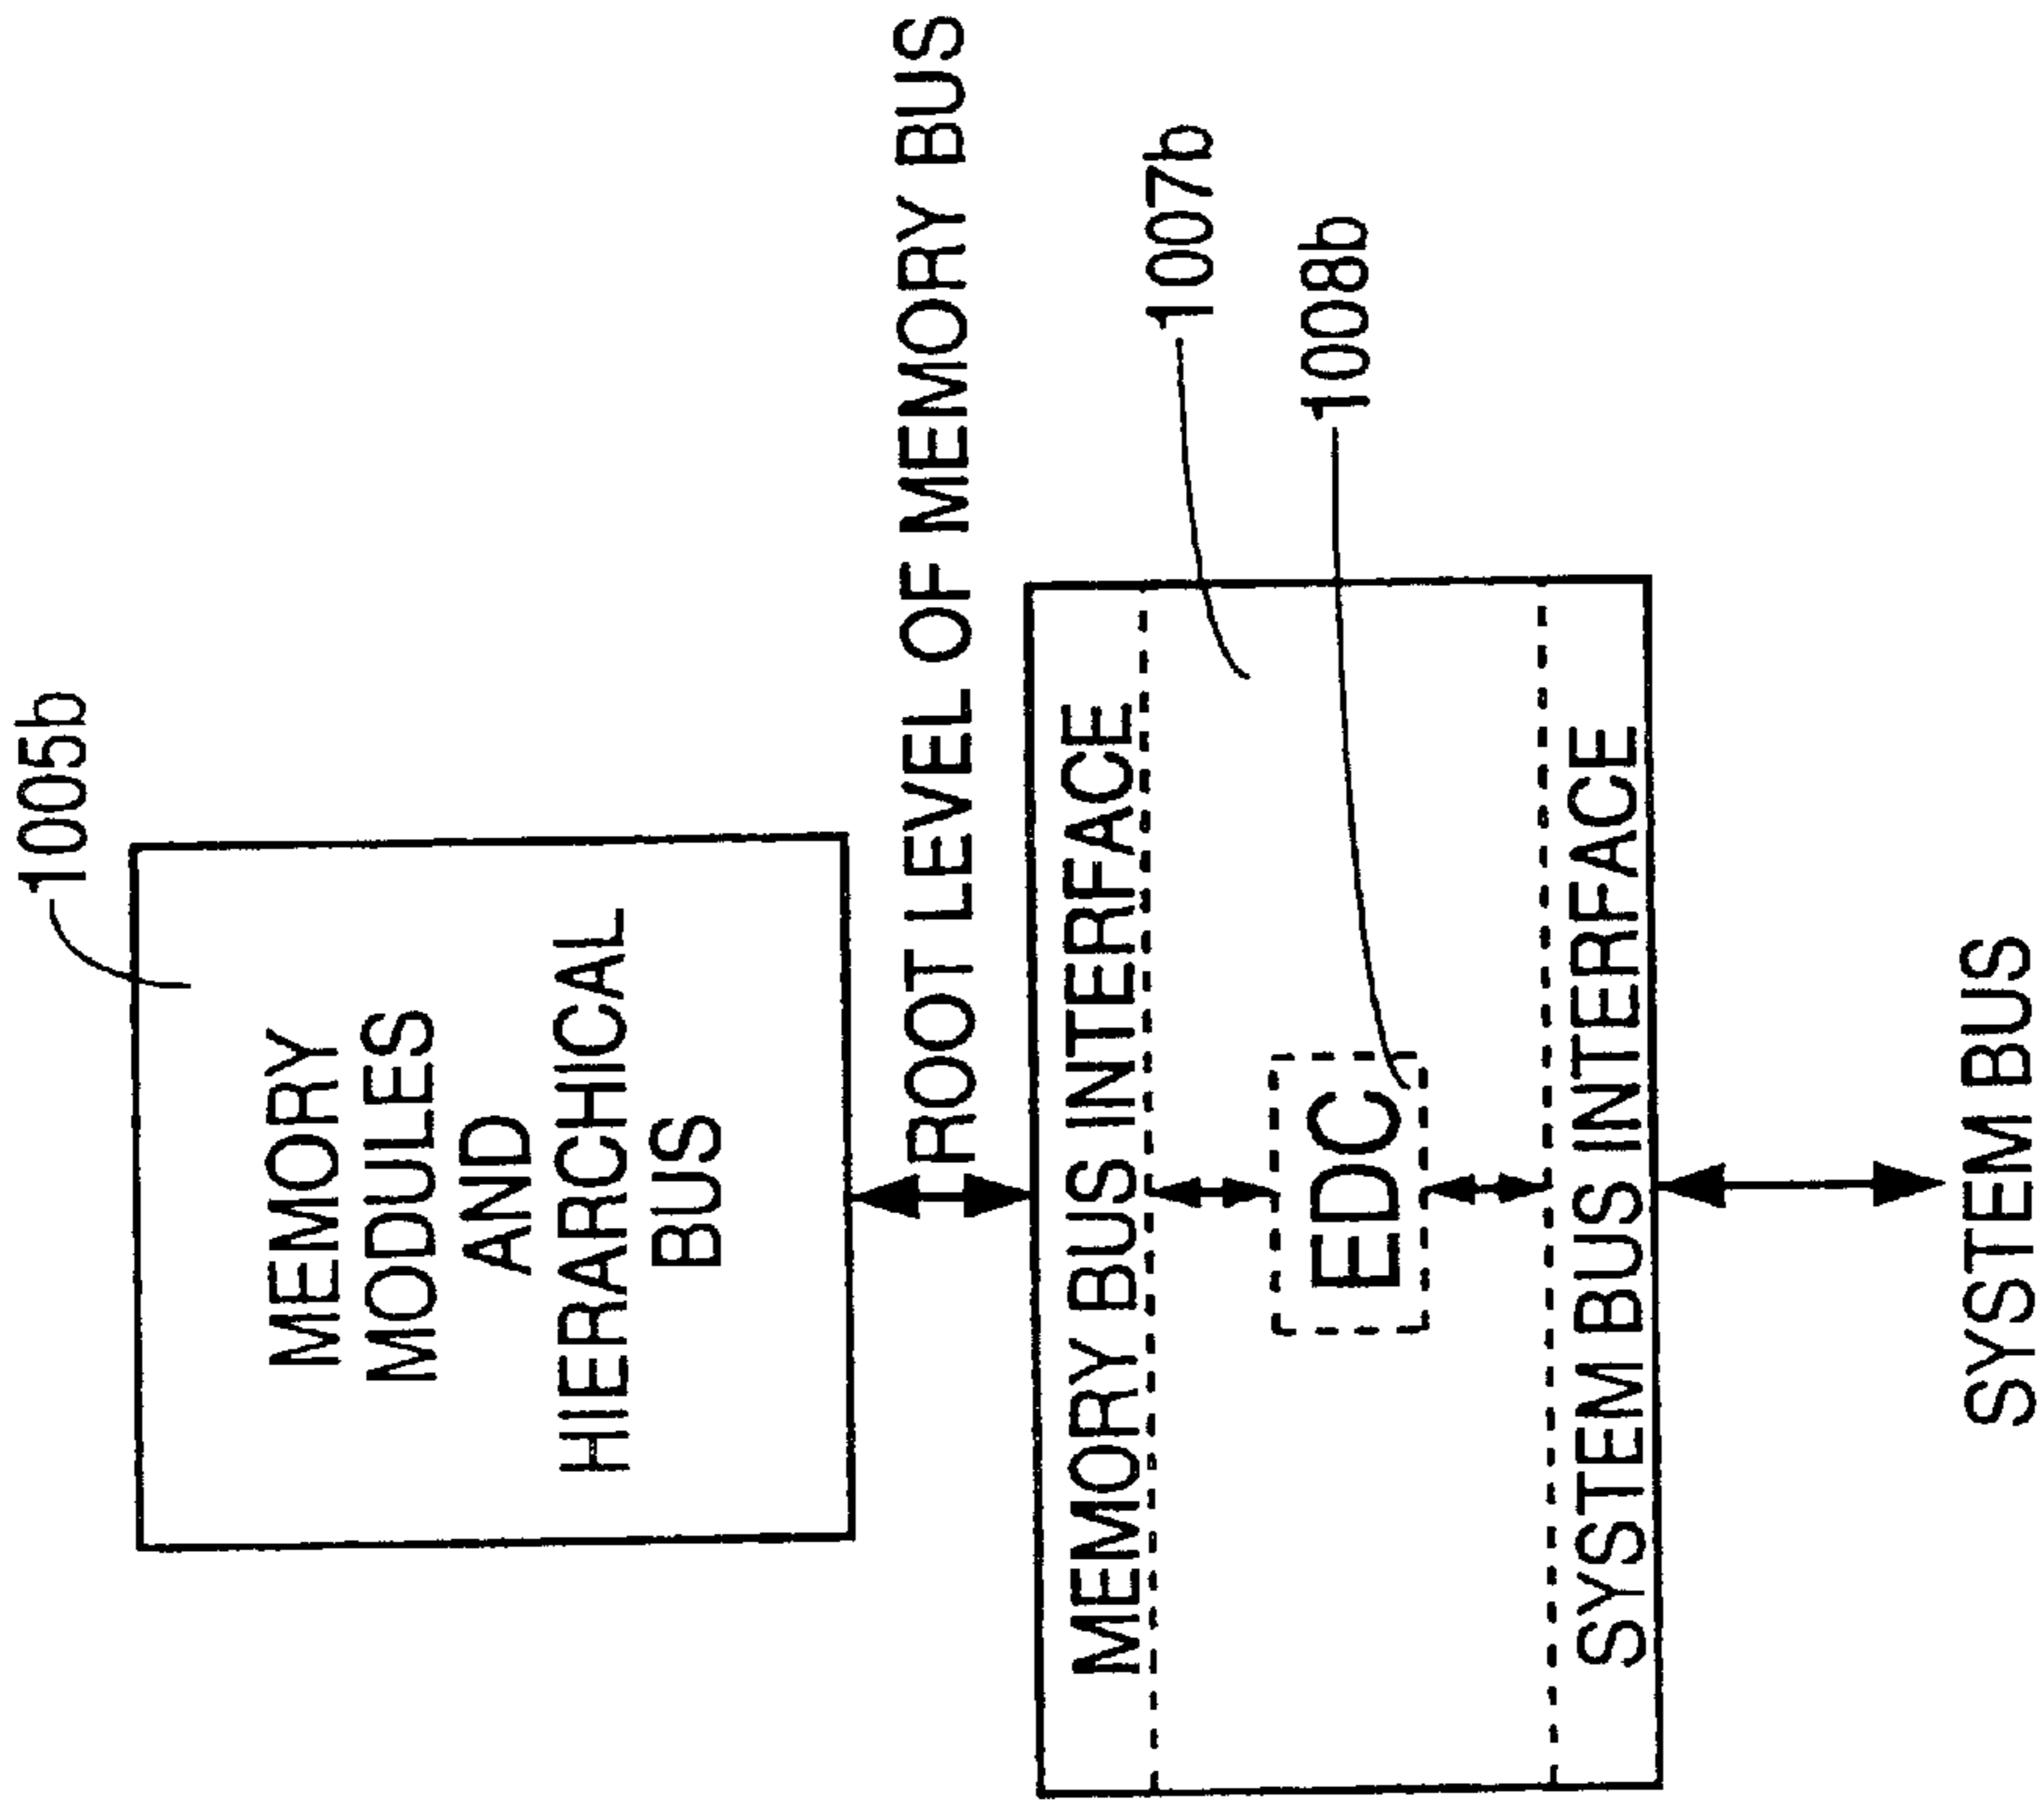 1005b
MEMORY
MODULES
AND
HIERARCHICAL
BUS
ROOT LEVEL OF MEMORY BUS
MEMORY BUS INTERFACE
1007b
EDC
1008b
SYSTEM BUS INTERFACE
SYSTEM BUS